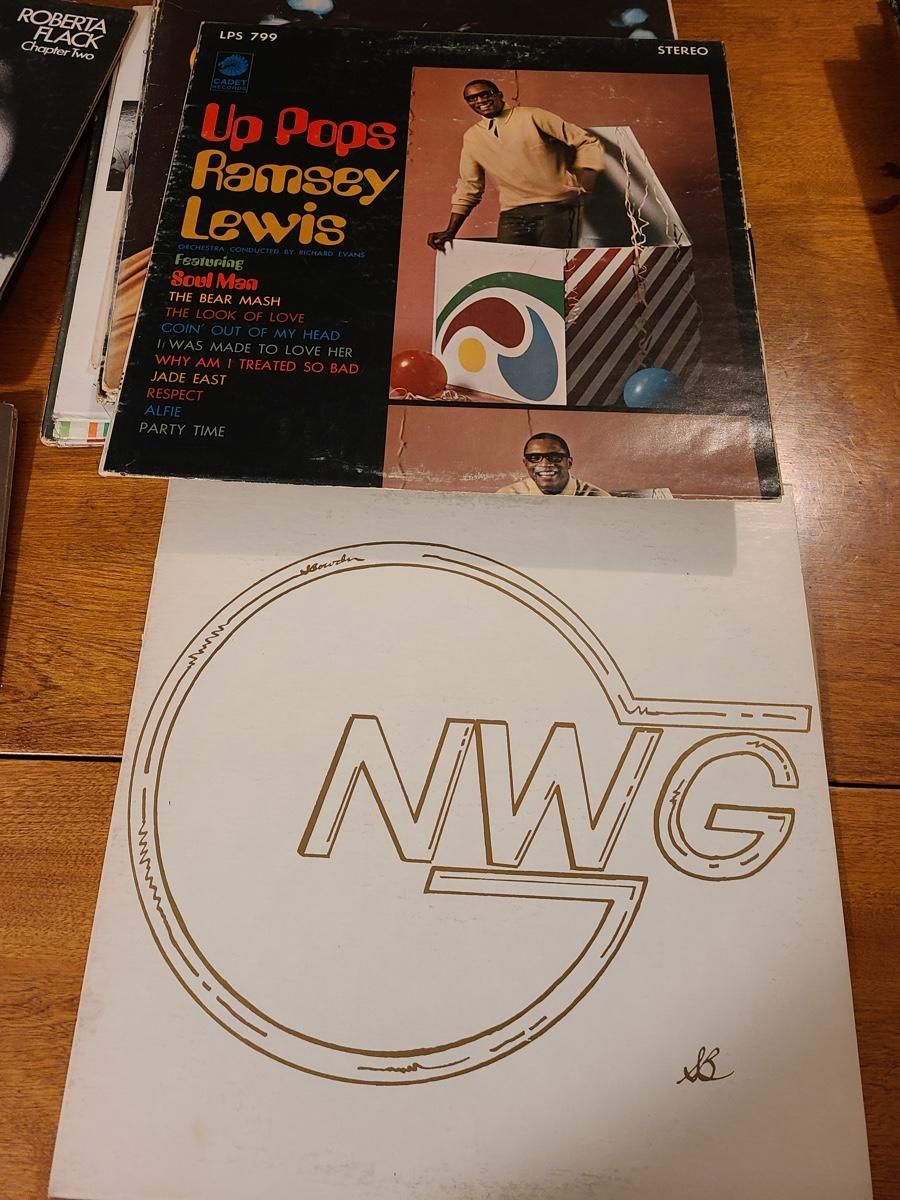 ROBERTA
FLACK
Chapter Two
LPS 799
STEREO
CADET
RECORDS
Up Pops
Ramsey
Lewis
ORCHESTRA CONDUCTED BY RICHARD EVANS
Featuring
Soul Man
THE BEAR MASH
THE LOOK OF LOVE
GOIN' OUT OF MY HEAD
I WAS MADE TO LOVE HER
WHY AM I TREATED SO BAD
JADE EAST
RESPECT
ALFIE
PARTY TIME
NWG
SB